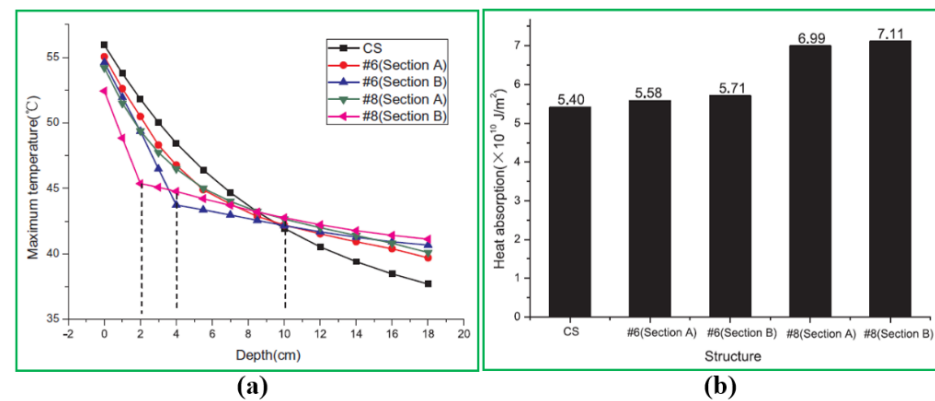 CS
#6(Section A)
#6(Section B)
#8(Section A)
#8(Section B)
Maximum temperature(℃)
55
50
45
40
35
−2 0 2 4 6 8 10 12 14 16 18 20
Depth(cm)
(a)
Heat absorption(×10¹⁰ J/m²)
7
6
5
4
3
2
1
0
5.40 5.58 5.71 6.99 7.11
CS #6(Section A) #6(Section B) #8(Section A) #8(Section B)
Structure
(b)